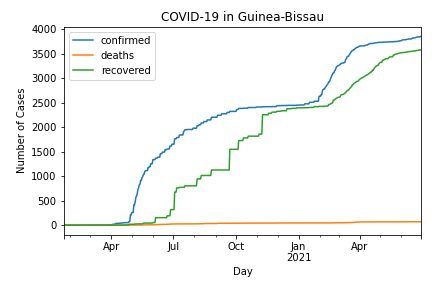 COVID-19 in Guinea-Bissau
confirmed
deaths
recovered
Number of Cases
4000
3500
3000
2500
2000
1500
1000
500
0
Apr
Jul
Oct
Jan
2021
Apr
Day